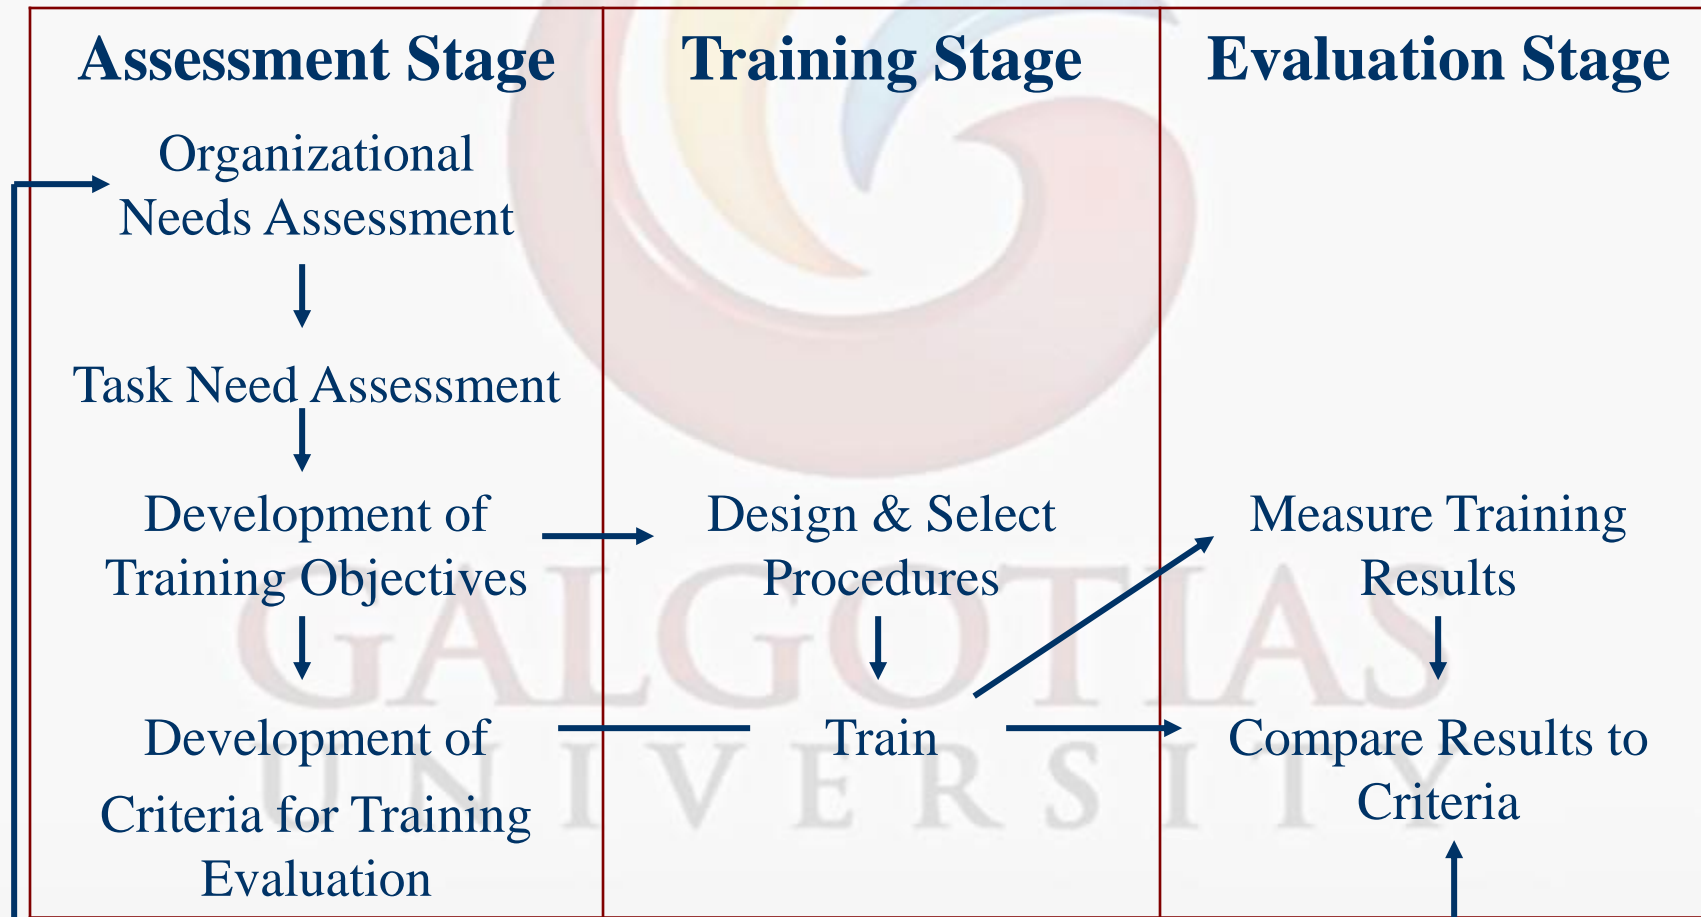 Assessment Stage
Organizational
Needs Assessment
Task Need Assessment
Development of
Training Objectives
Development of
Criteria for Training
Evaluation
Training Stage
Design & Select
Procedures
Train
Evaluation Stage
Measure Training
Results
Compare Results to
Criteria
GALGOTIAS
UNIVERSITY